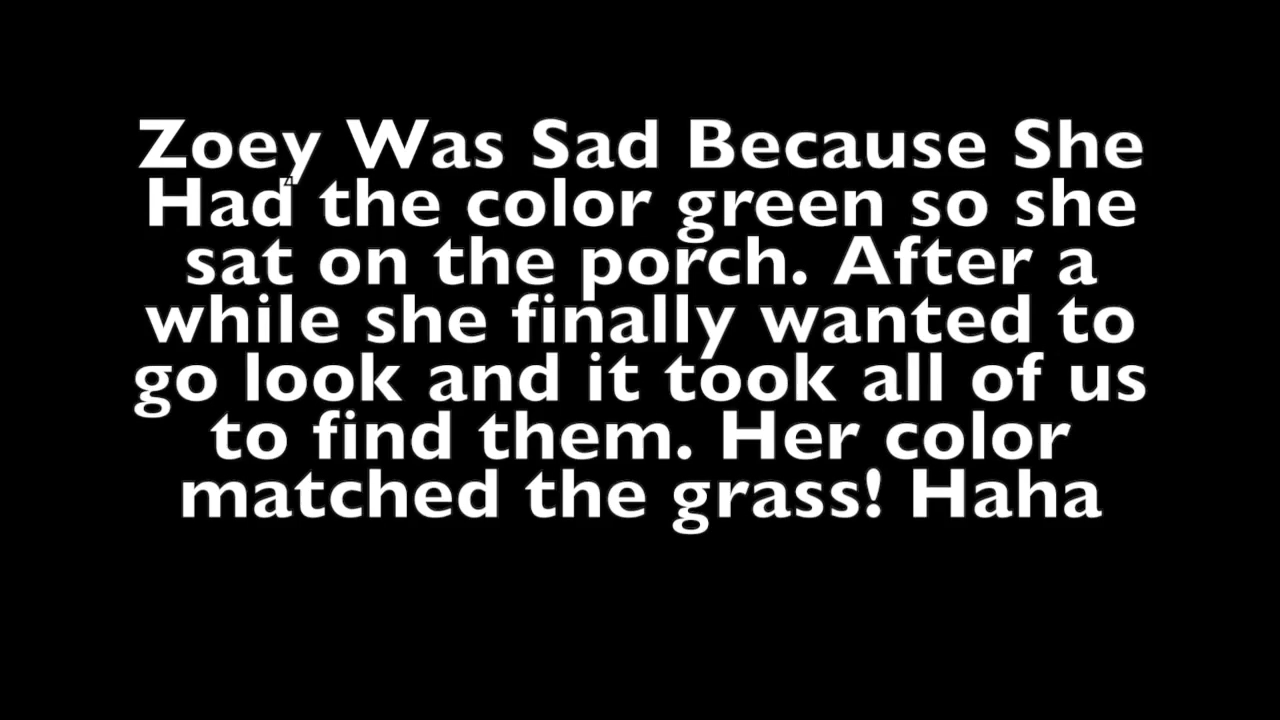 Zoey Was Sad Because She
Had the color green so she
sat on the porch. After a
while she finally wanted to
go look and it took all of us
to find them. Her color
matched the grass! Haha